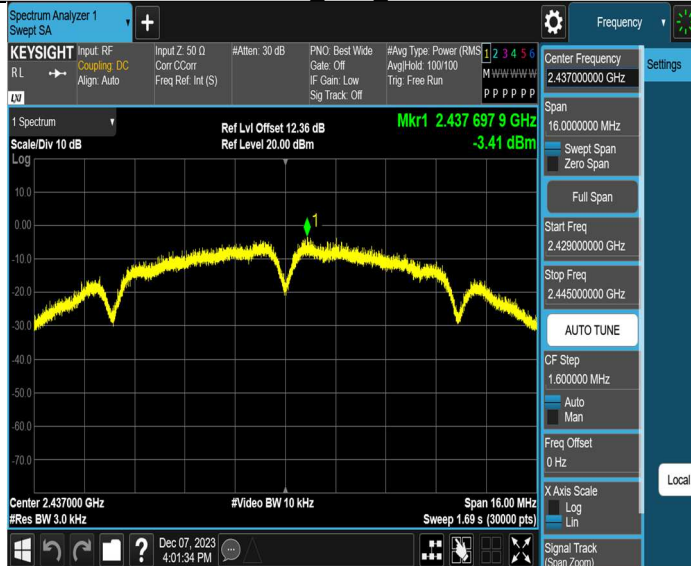 Spectrum Analyzer 1
Swept SA
+
Frequency
KEYSIGHT
RL
LXI
Input: RF
Coupling: DC
Align: Auto
Input Z: 50 Ω
Corr CCorr
Freq Ref: Int (S)
#Atten: 30 dB
PNO: Best Wide
Gate: Off
IF Gain: Low
Sig Track: Off
#Avg Type: Power (RMS
Avg|Hold: 100/100
Trig: Free Run
1 2 3 4 5 6
M W W W W W
P P P P P P
1 Spectrum
Scale/Div 10 dB
Ref Lvl Offset 12.36 dB
Ref Level 20.00 dBm
Mkr1 2.437 697 9 GHz
-3.41 dBm
Log
10.0
0.00
-10.0
-20.0
-30.0
-40.0
-50.0
-60.0
-70.0
1
Center 2.437000 GHz
#Res BW 3.0 kHz
#Video BW 10 kHz
Span 16.00 MHz
Sweep 1.69 s (30000 pts)
Dec 07, 2023
4:01:34 PM
?
Center Frequency
2.437000000 GHz
Span
16.0000000 MHz
Swept Span
Zero Span
Full Span
Start Freq
2.429000000 GHz
Stop Freq
2.445000000 GHz
AUTO TUNE
CF Step
1.600000 MHz
Auto
Man
Freq Offset
0 Hz
X Axis Scale
Log
Lin
Signal Track
(Span Zoom)
Settings
Local